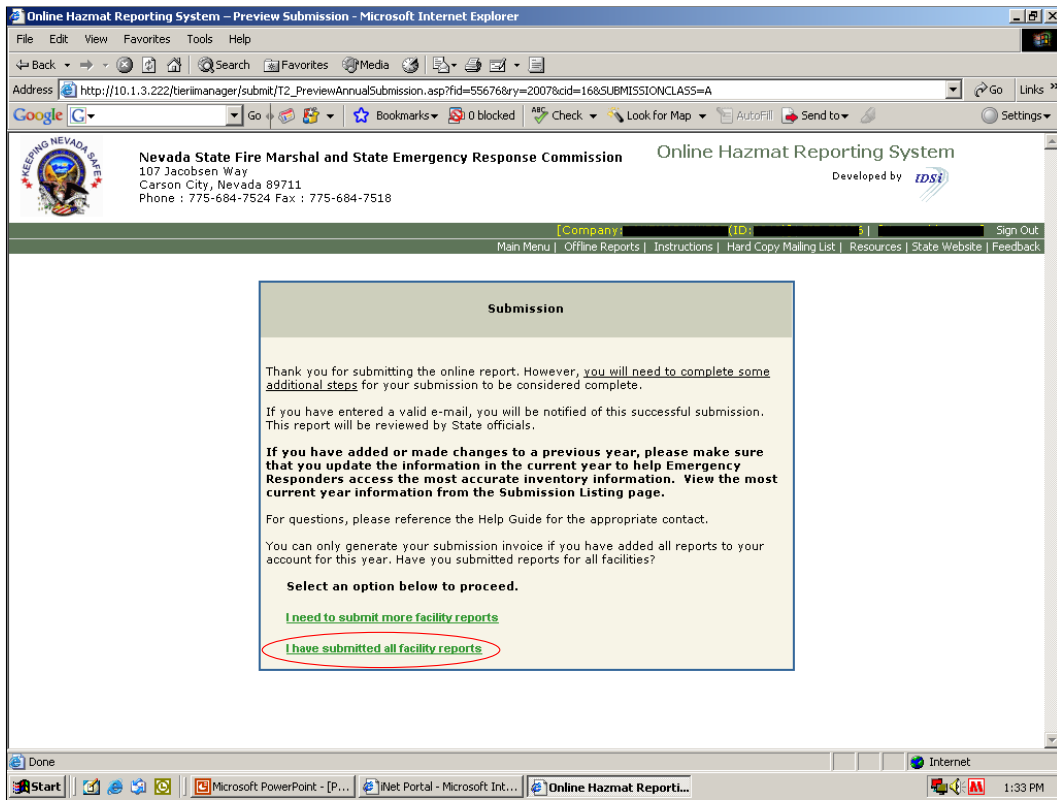 Online Hazmat Reporting System – Preview Submission - Microsoft Internet Explorer
File Edit View Favorites Tools Help
Back Search Favorites Media
Address http://10.1.3.222/tieriimanager/submit/T2_PreviewAnnualSubmission.asp?fid=55676&ry=2007&cid=16&SUBMISSIONCLASS=A Go Links »
Google G Go Bookmarks 0 blocked ABC Check Look for Map AutoFill Send to Settings
KEEPING NEVADA SAFE
Nevada State Fire Marshal and State Emergency Response Commission
107 Jacobsen Way
Carson City, Nevada 89711
Phone : 775-684-7524 Fax : 775-684-7518
Online Hazmat Reporting System
Developed by IDSi
[Company: (ID: 6 | Sign Out
Main Menu | Offline Reports | Instructions | Hard Copy Mailing List | Resources | State Website | Feedback
Submission
Thank you for submitting the online report. However, you will need to complete some
additional steps for your submission to be considered complete.
If you have entered a valid e-mail, you will be notified of this successful submission.
This report will be reviewed by State officials.
If you have added or made changes to a previous year, please make sure
that you update the information in the current year to help Emergency
Responders access the most accurate inventory information. View the most
current year information from the Submission Listing page.
For questions, please reference the Help Guide for the appropriate contact.
You can only generate your submission invoice if you have added all reports to your
account for this year. Have you submitted reports for all facilities?
Select an option below to proceed.
I need to submit more facility reports
I have submitted all facility reports
Done Internet
Start Microsoft PowerPoint - [P... iNet Portal - Microsoft Int... Online Hazmat Reporti... 1:33 PM